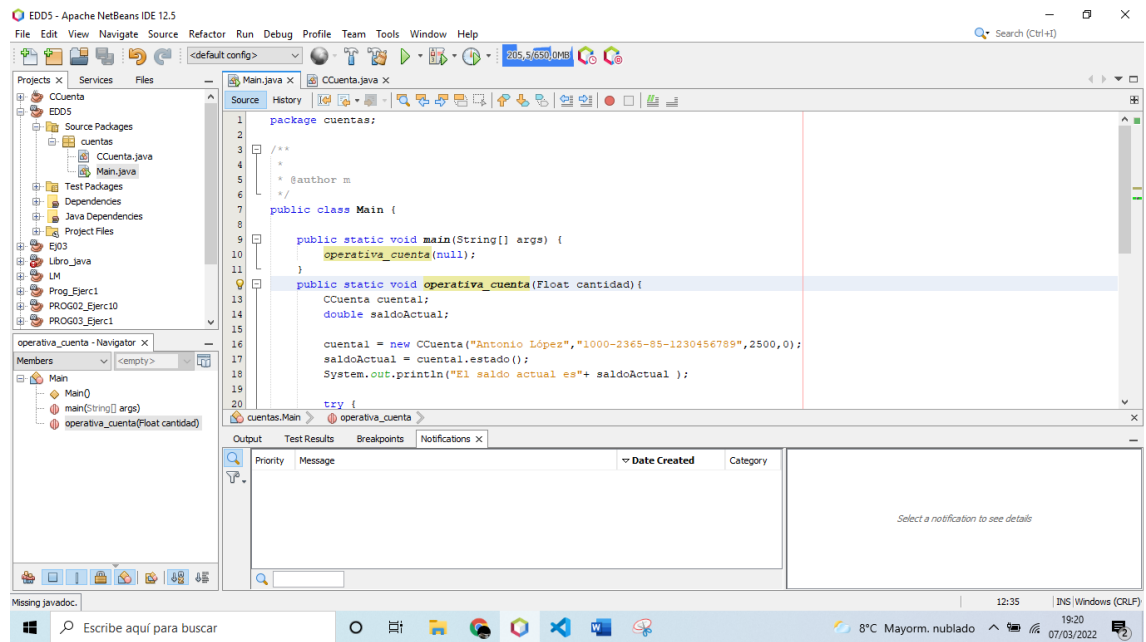 EDD5 - Apache NetBeans IDE 12.5
File Edit View Navigate Source Refactor Run Debug Profile Team Tools Window Help
Search (Ctrl+I)
<default config>
205,5/650,0MB
Projects Services Files
CCuenta
EDD5
Source Packages
cuentas
CCuenta.java
Main.java
Test Packages
Dependencies
Java Dependencies
Project Files
Ej03
Libro_java
LM
Prog_Ejerc1
PROG02_Ejerc10
PROG03_Ejerc1
operativa_cuenta - Navigator
Members <empty>
Main
Main()
main(String[] args)
operativa_cuenta(Float cantidad)
Main.java CCuenta.java
Source History
1 package cuentas;
2
3 /**
4 *
5 * @author m
6 */
7 public class Main {
8
9 public static void main(String[] args) {
10 operativa_cuenta(null);
11 }
public static void operativa_cuenta(Float cantidad){
13 CCuenta cuenta1;
14 double saldoActual;
15
16 cuenta1 = new CCuenta("Antonio López","1000-2365-85-1230456789",2500,0);
17 saldoActual = cuenta1.estado();
18 System.out.println("El saldo actual es"+ saldoActual );
19
20 try {
cuentas.Main operativa_cuenta
Output Test Results Breakpoints Notifications
Priority Message Date Created Category
Select a notification to see details
Missing javadoc.
12:35 INS Windows (CRLF)
Escribe aquí para buscar
8°C Mayorm. nublado
19:20
07/03/2022
2